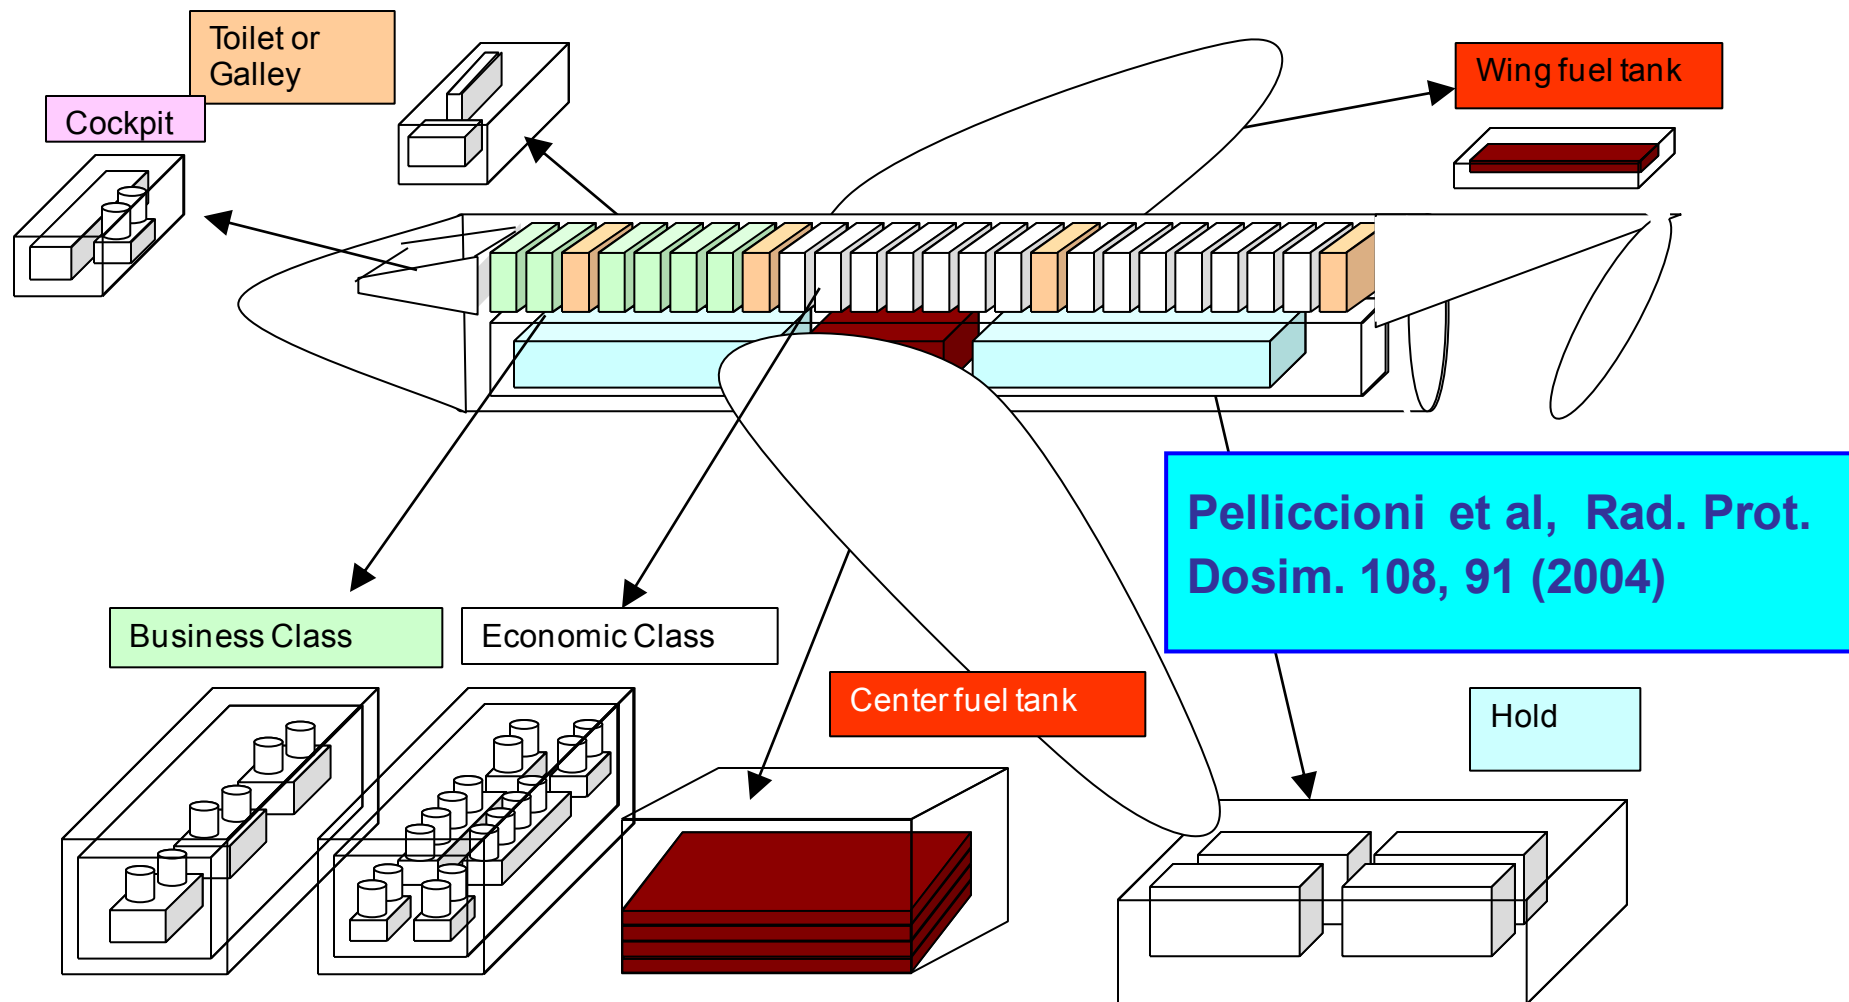 Toilet or
Galley
Wing fuel tank
Cockpit
Pelliccioni et al, Rad. Prot.
Dosim. 108, 91 (2004)
Business Class
Economic Class
Center fuel tank
Hold